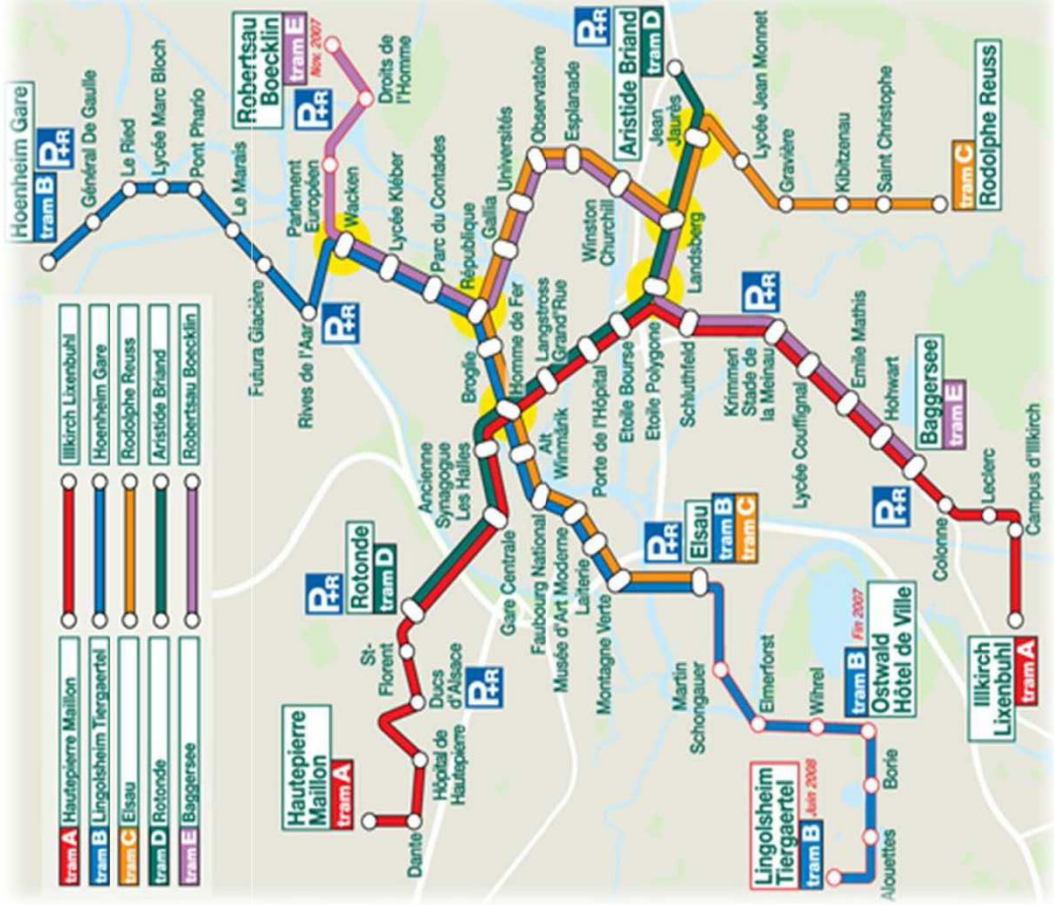 tram A Hautepierre Maillon Illkirch Lixenbuhl
tram B Lingolsheim Tiergaertel Hoenheim Gare
tram C Elsau Rodolphe Reuss
tram D Rotonde Aristide Briand
tram E Baggersee Robertsau Boecklin
Hoenheim Gare
tram B
P+R
Général De Gaulle
Le Ried
Lycée Marc Bloch
Pont Phario
Le Marais
Futura Glacière
Rives de l'Aar
P+R
Robertsau
Boecklin
tram E
Nov. 2007
P+R
Droits de
l'Homme
Parlement
Européen
Wacken
Lycée Kléber
Parc du Contades
République
Gallia
Universités
Observatoire
Esplanade
Winston
Churchill
Landsberg
P+R
Aristide Briand
tram D
Jean
Jaurès
Lycée Jean Monnet
Gravière
Kibitzenau
Saint Christophe
tram C
Rodolphe Reuss
Broglie
Homme de Fer
Langstross
Grand'Rue
Porte de l'Hôpital
Etoile Bourse
Etoile Polygone
Schluthfeld
P+R
Krimmeri
Stade de
la Meinau
Lycée Couffignal
Emile Mathis
Hohwart
Baggersee
tram E
P+R
Colonne
Leclerc
Campus d'Illkirch
Illkirch
Lixenbuhl
tram A
Ancienne
Synagogue
Les Halles
Gare Centrale
P+R
Rotonde
tram D
St-
Florent
Ducs
d'Alsace
P+R
Hôpital de
Hautepierre
Dante
Hautepierre
Maillon
tram A
Alt
Winmärik
Faubourg National
Musée d'Art Moderne
Laiterie
Montagne Verte
P+R
Elsau
tram B
tram C
Martin
Schongauer
Elmerforst
Wihrel
tram B Fin 2007
Ostwald
Hôtel de Ville
Borie
Alouettes
Lingolsheim
Tiergaertel
tram B Juin 2008